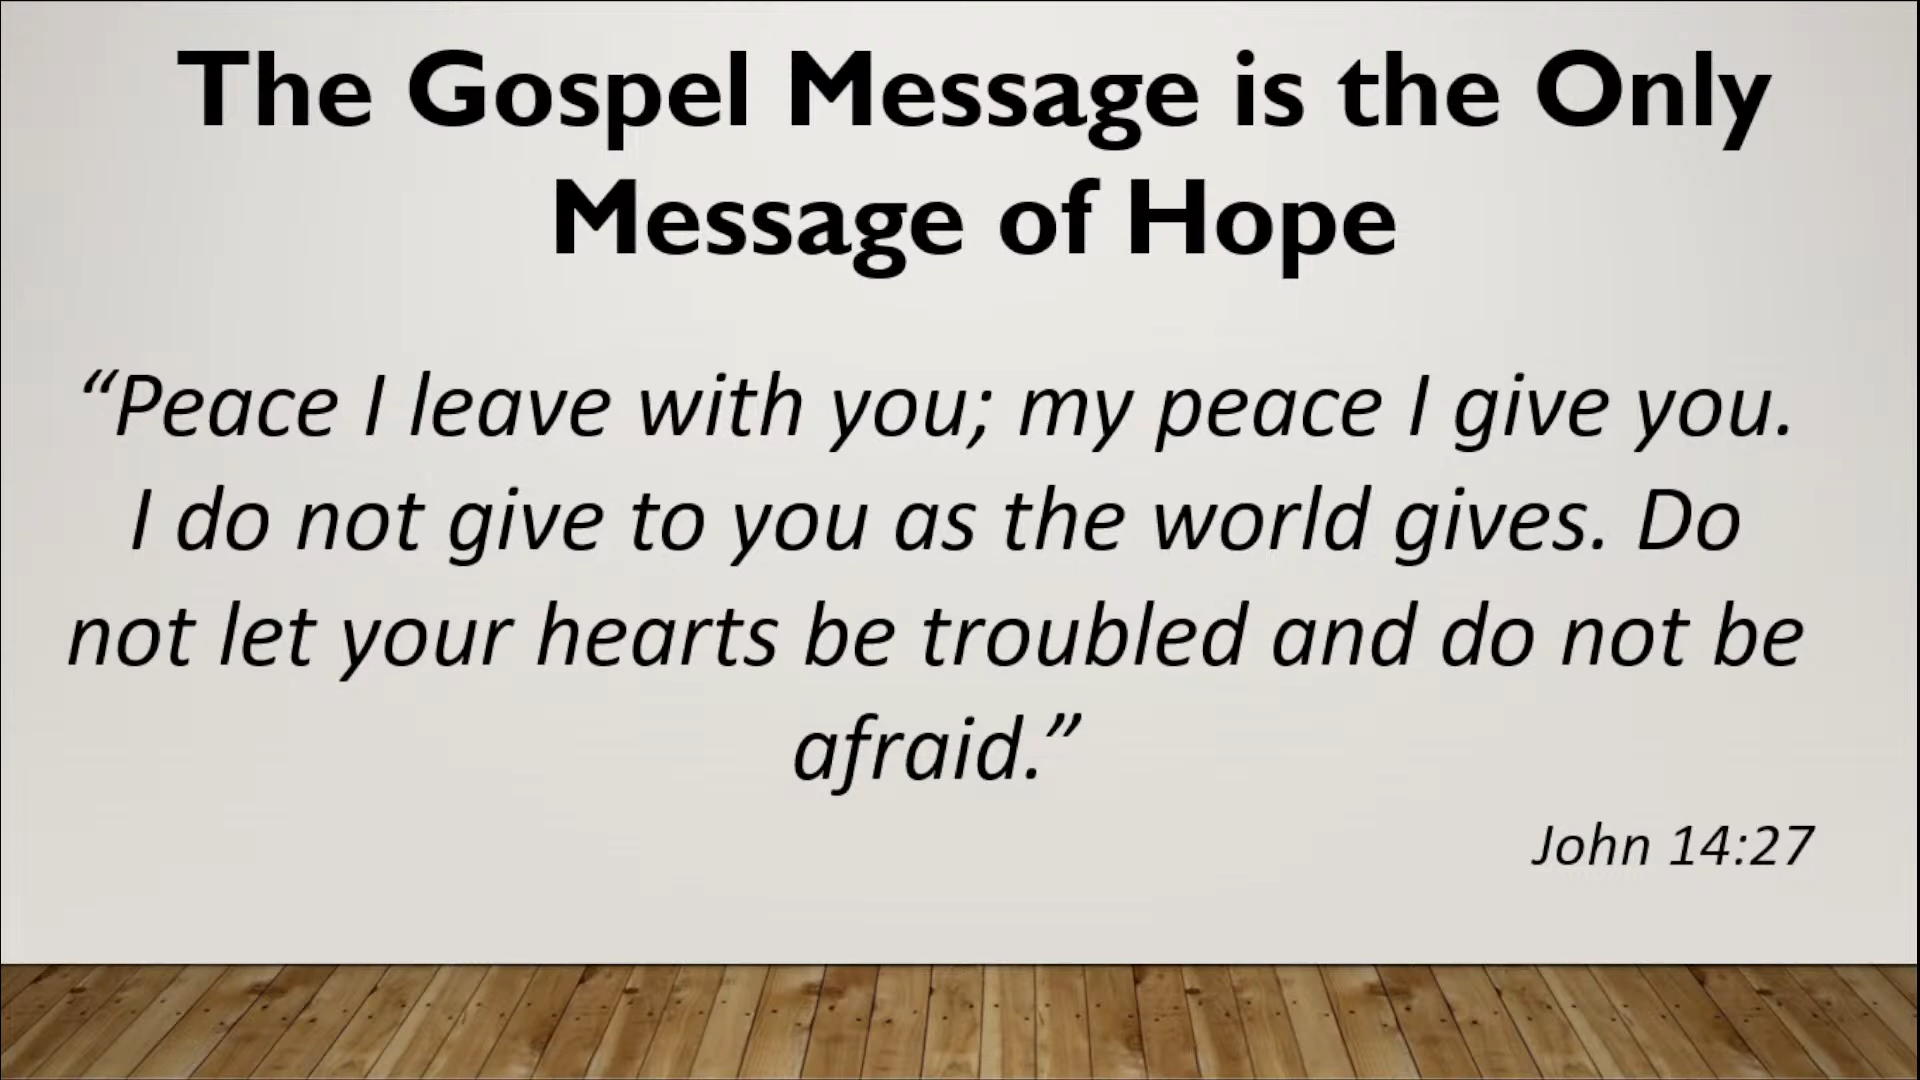 The Gospel Message is the Only
Message of Hope
“Peace I leave with you; my peace I give you.
I do not give to you as the world gives. Do
not let your hearts be troubled and do not be
afraid.”
John 14:27